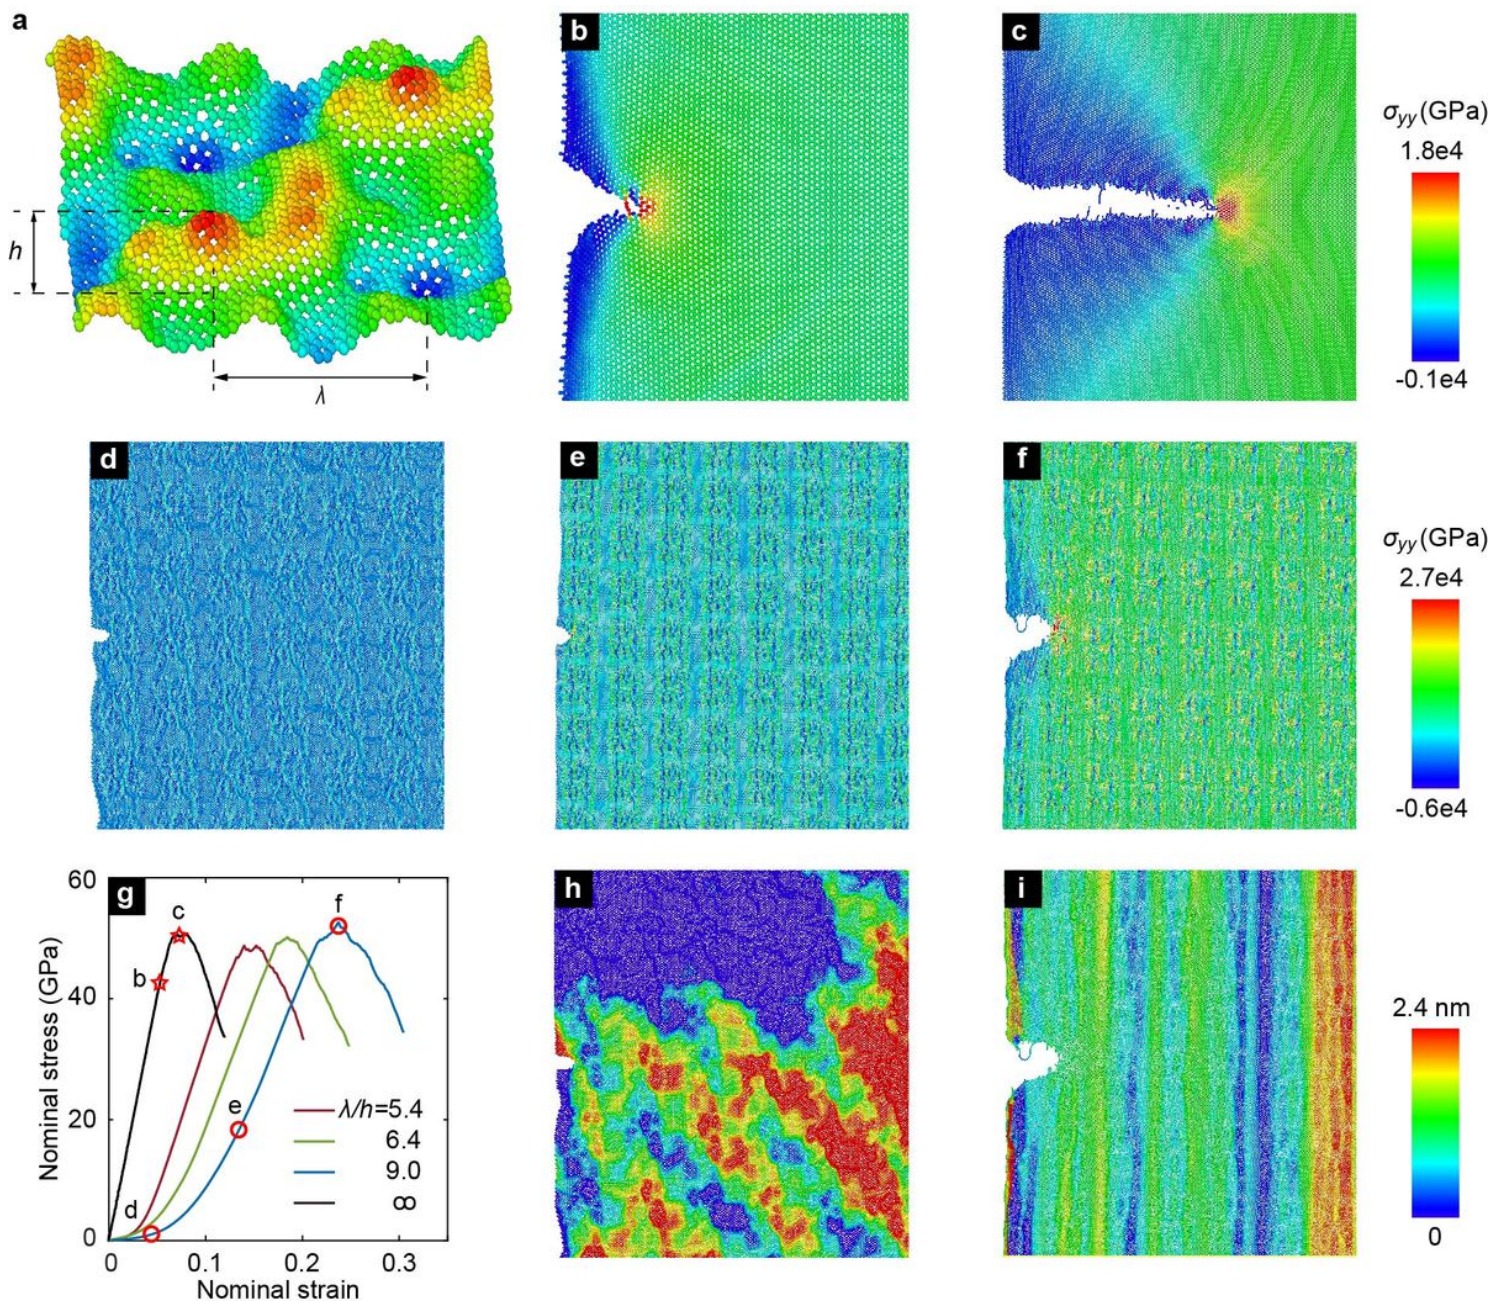 a
h
λ
b
c
σyy (GPa)
1.8e4
-0.1e4
d
e
f
σyy (GPa)
2.7e4
-0.6e4
g
60
40
20
0
Nominal stress (GPa)
b
c
d
e
f
λ/h=5.4
6.4
9.0
∞
0 0.1 0.2 0.3
Nominal strain
h
i
2.4 nm
0